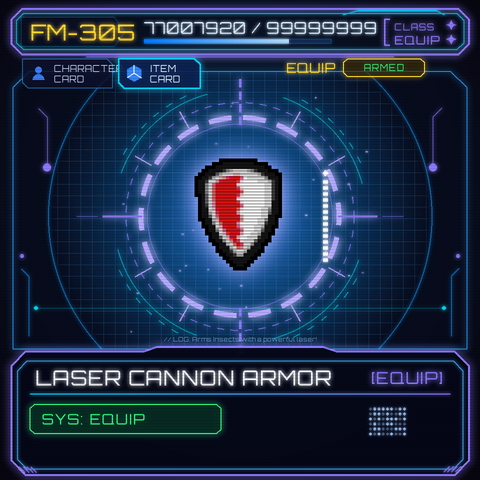 FM-305
77007920 / 99999999
CLASS
EQUIP
CHARACTER
CARD
ITEM
CARD
EQUIP
ARMED
// LOG: Arms insects with a powerful laser!
LASER CANNON ARMOR
[EQUIP]
SYS: EQUIP